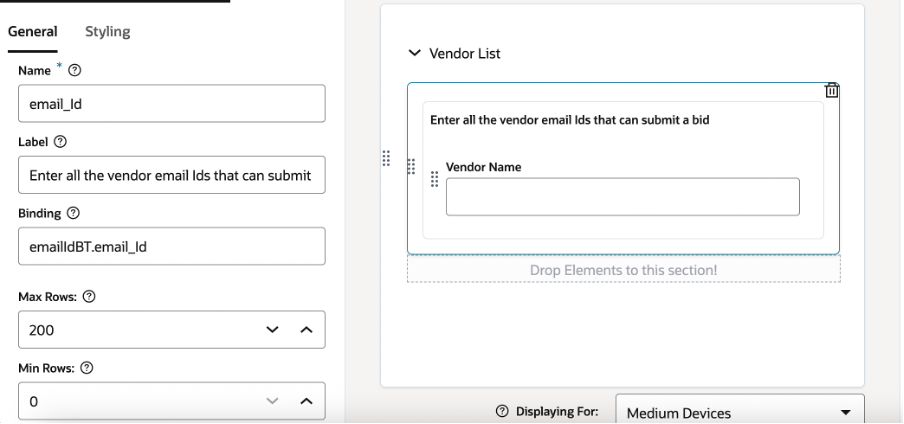 General Styling
Name *
email_Id
Label
Enter all the vendor email Ids that can submit
Binding
emailIdBT.email_Id
Max Rows:
200
Min Rows:
0
Vendor List
Enter all the vendor email Ids that can submit a bid
Vendor Name
Drop Elements to this section!
Displaying For: Medium Devices